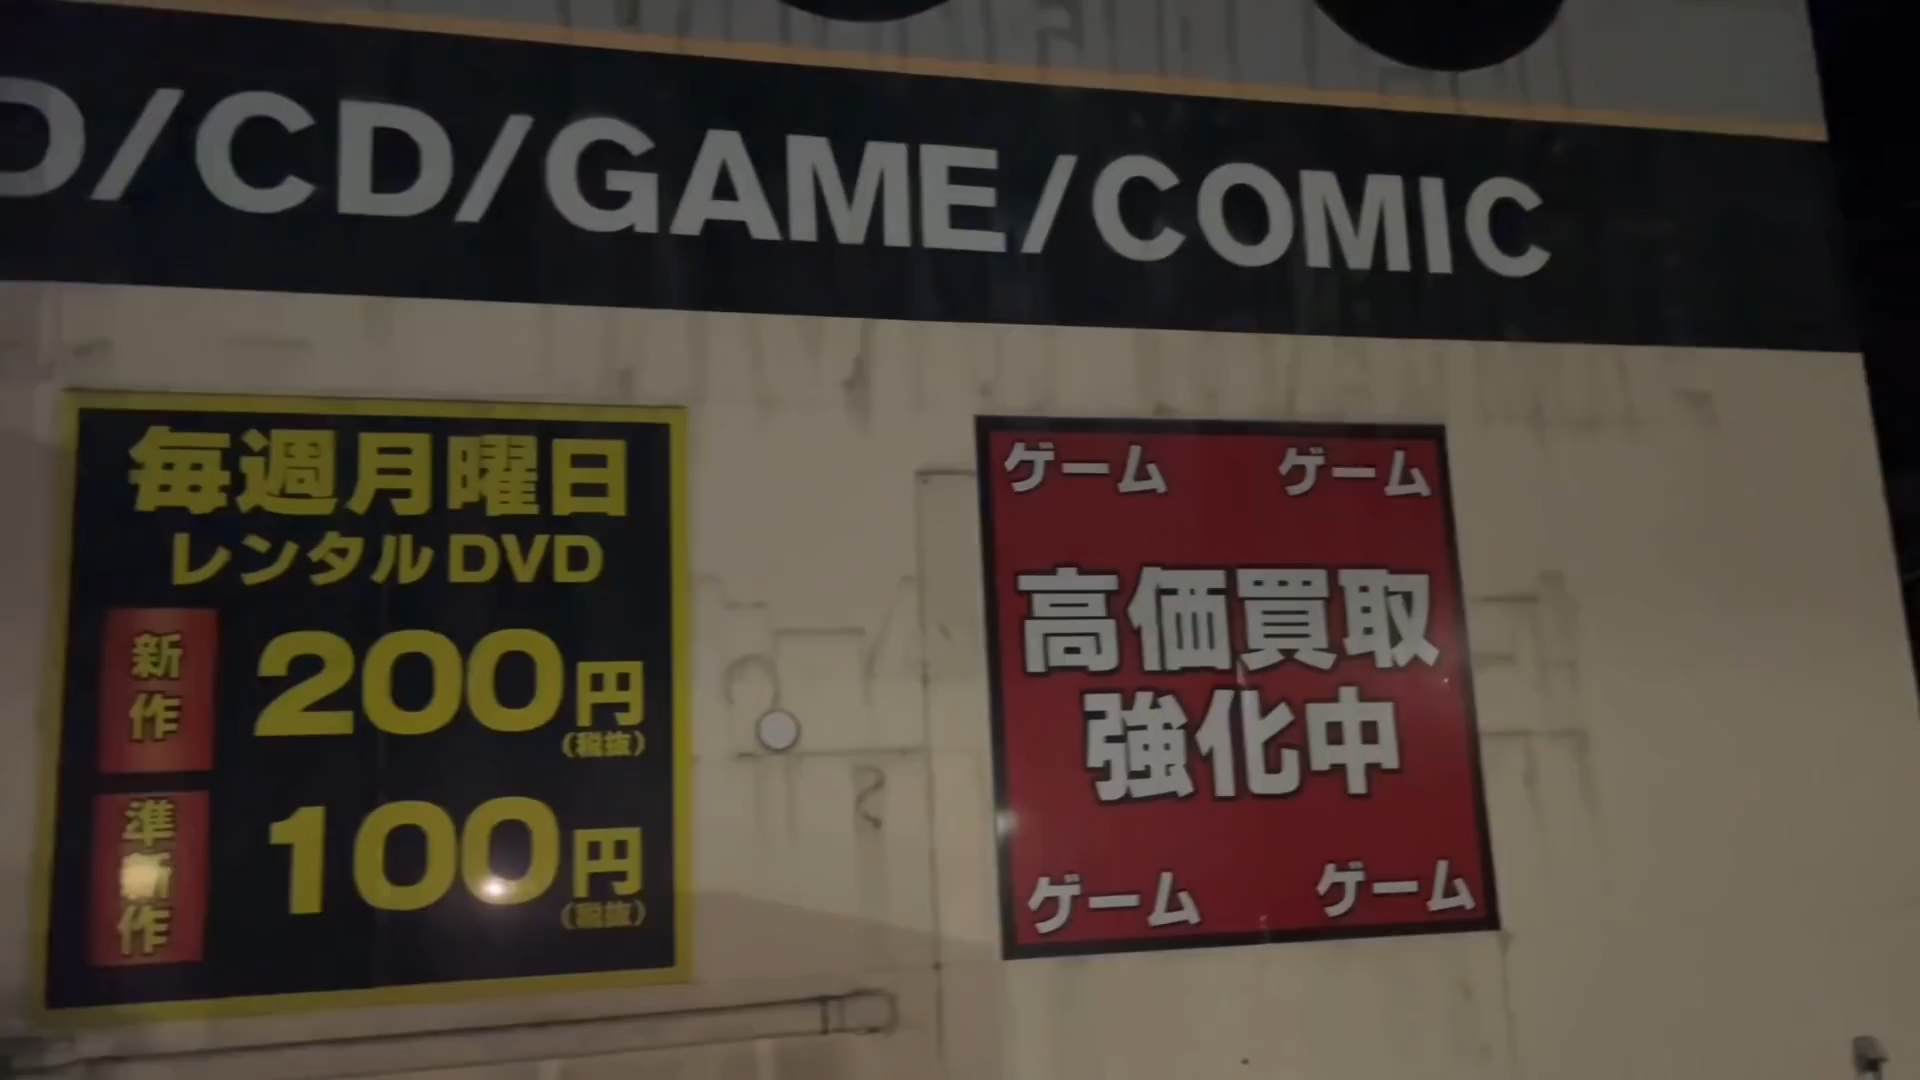 D/CD/GAME/COMIC
毎週月曜日
レンタルDVD
新作
200円
(税抜)
準新作
100円
(税抜)
ゲーム ゲーム
高価買取
強化中
ゲーム ゲーム